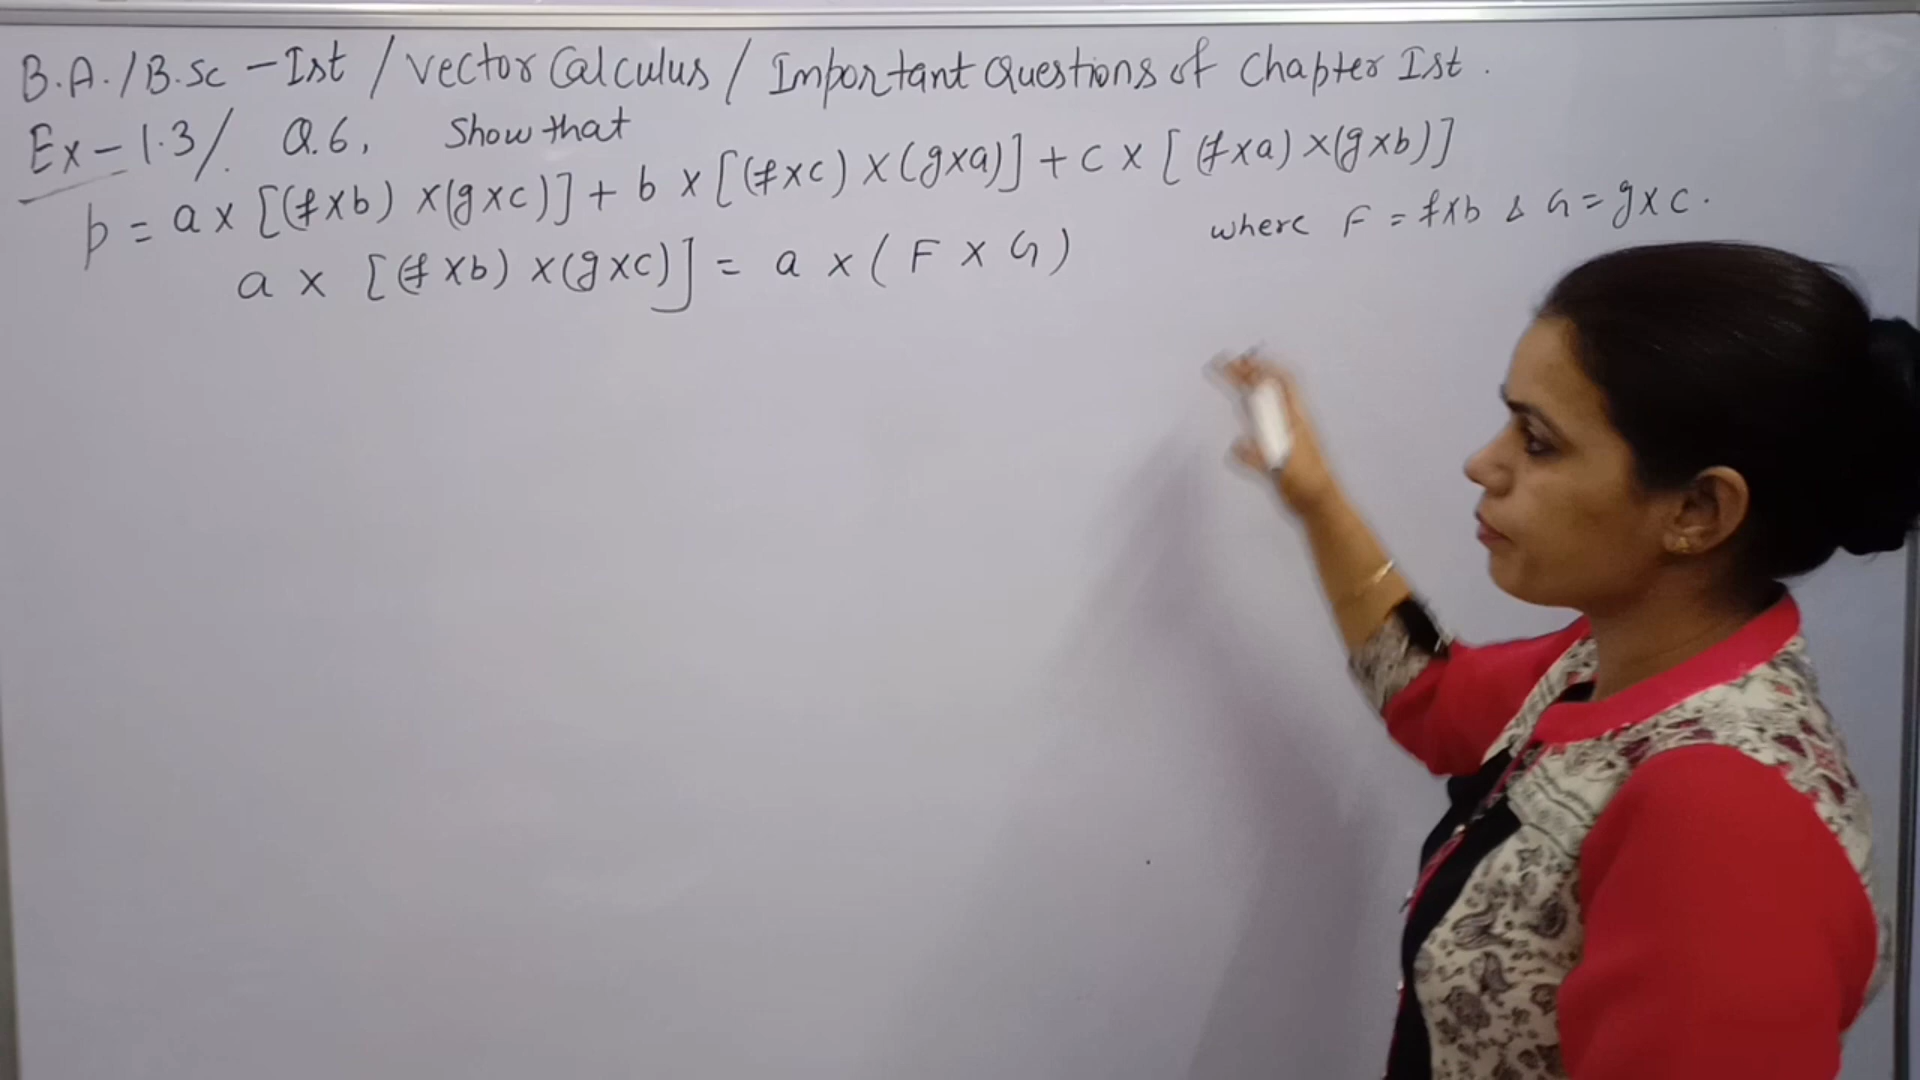 B.A./B.Sc - Ist / Vector Calculus / Important Questions of Chapter Ist.
Ex - 1.3/. Q.6, Show that
p = a x [(f x b) x (g x c)] + b x [(f x c) x (g x a)] + c x [(f x a) x (g x b)]
a x [(f x b) x (g x c)] = a x (F x G) where F = f x b & G = g x c.